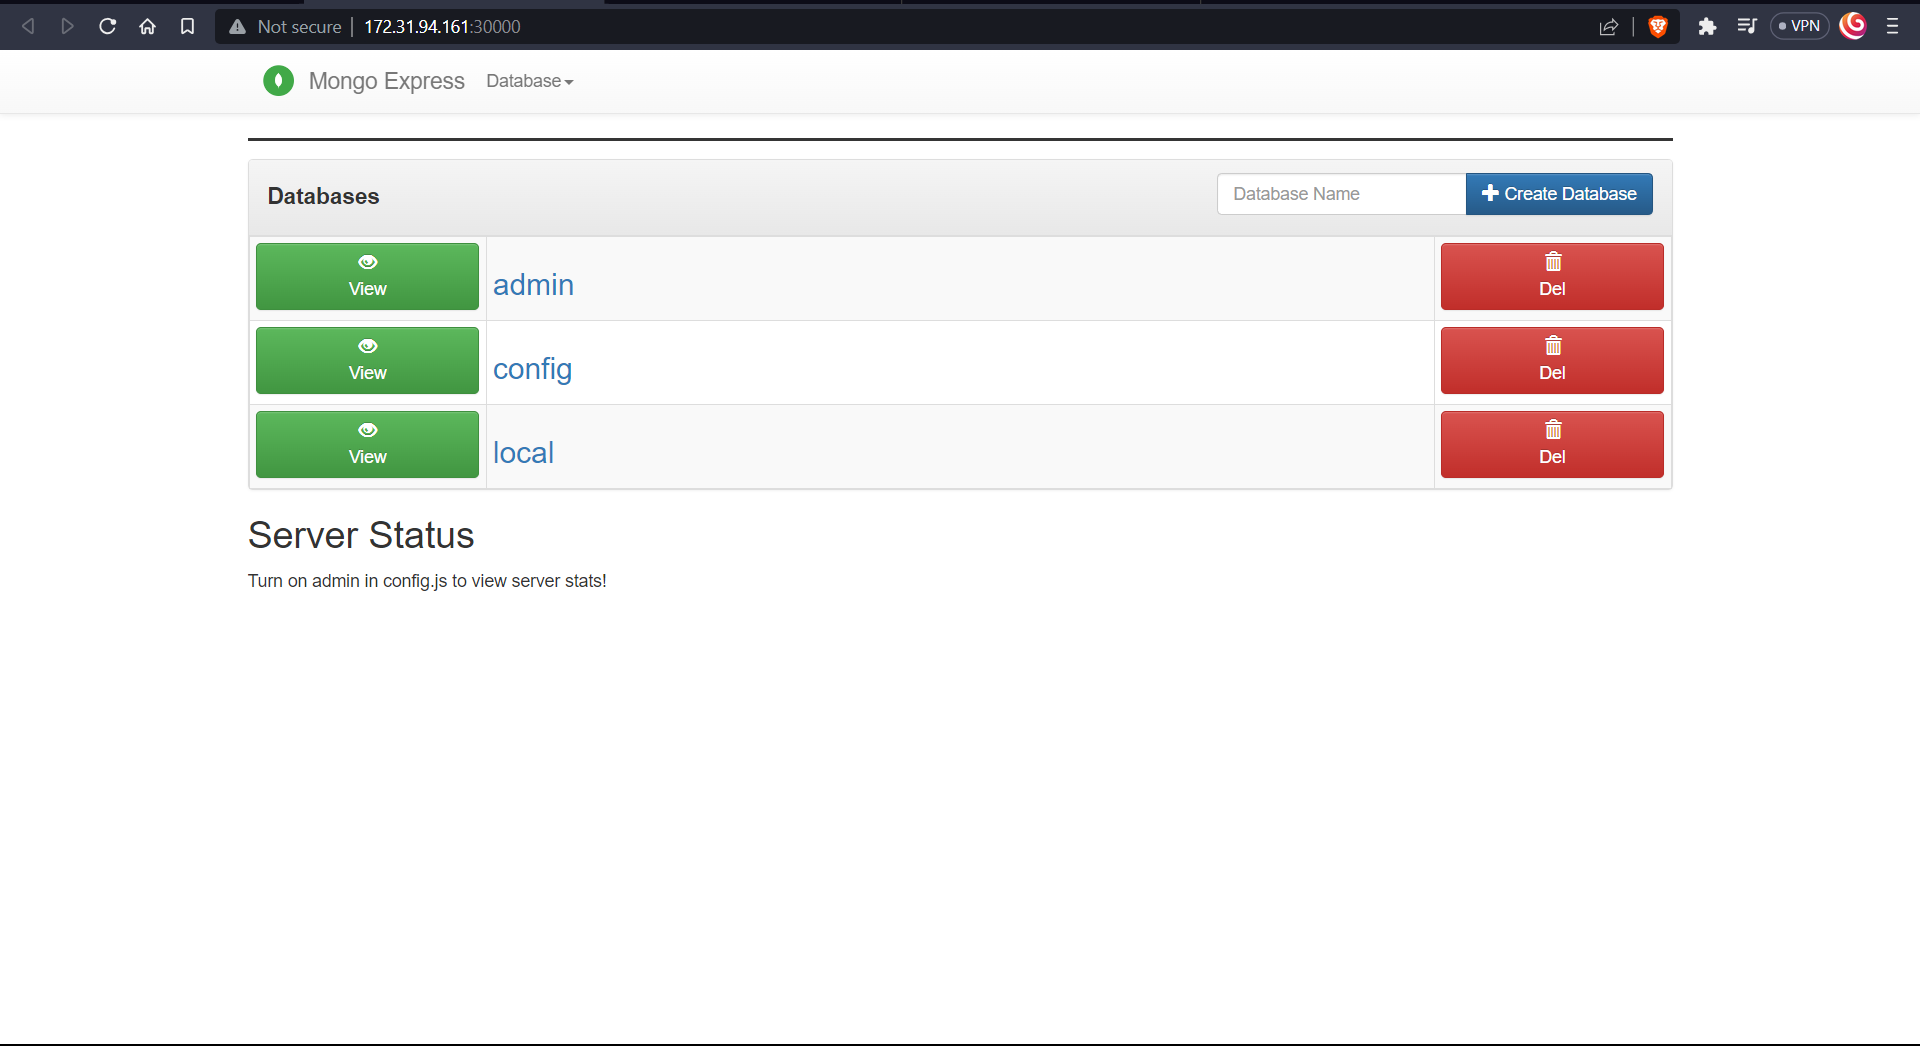 Not secure | 172.31.94.161:30000
VPN
Mongo Express Database
Databases
Database Name
Create Database
View
admin
Del
View
config
Del
View
local
Del
Server Status
Turn on admin in config.js to view server stats!